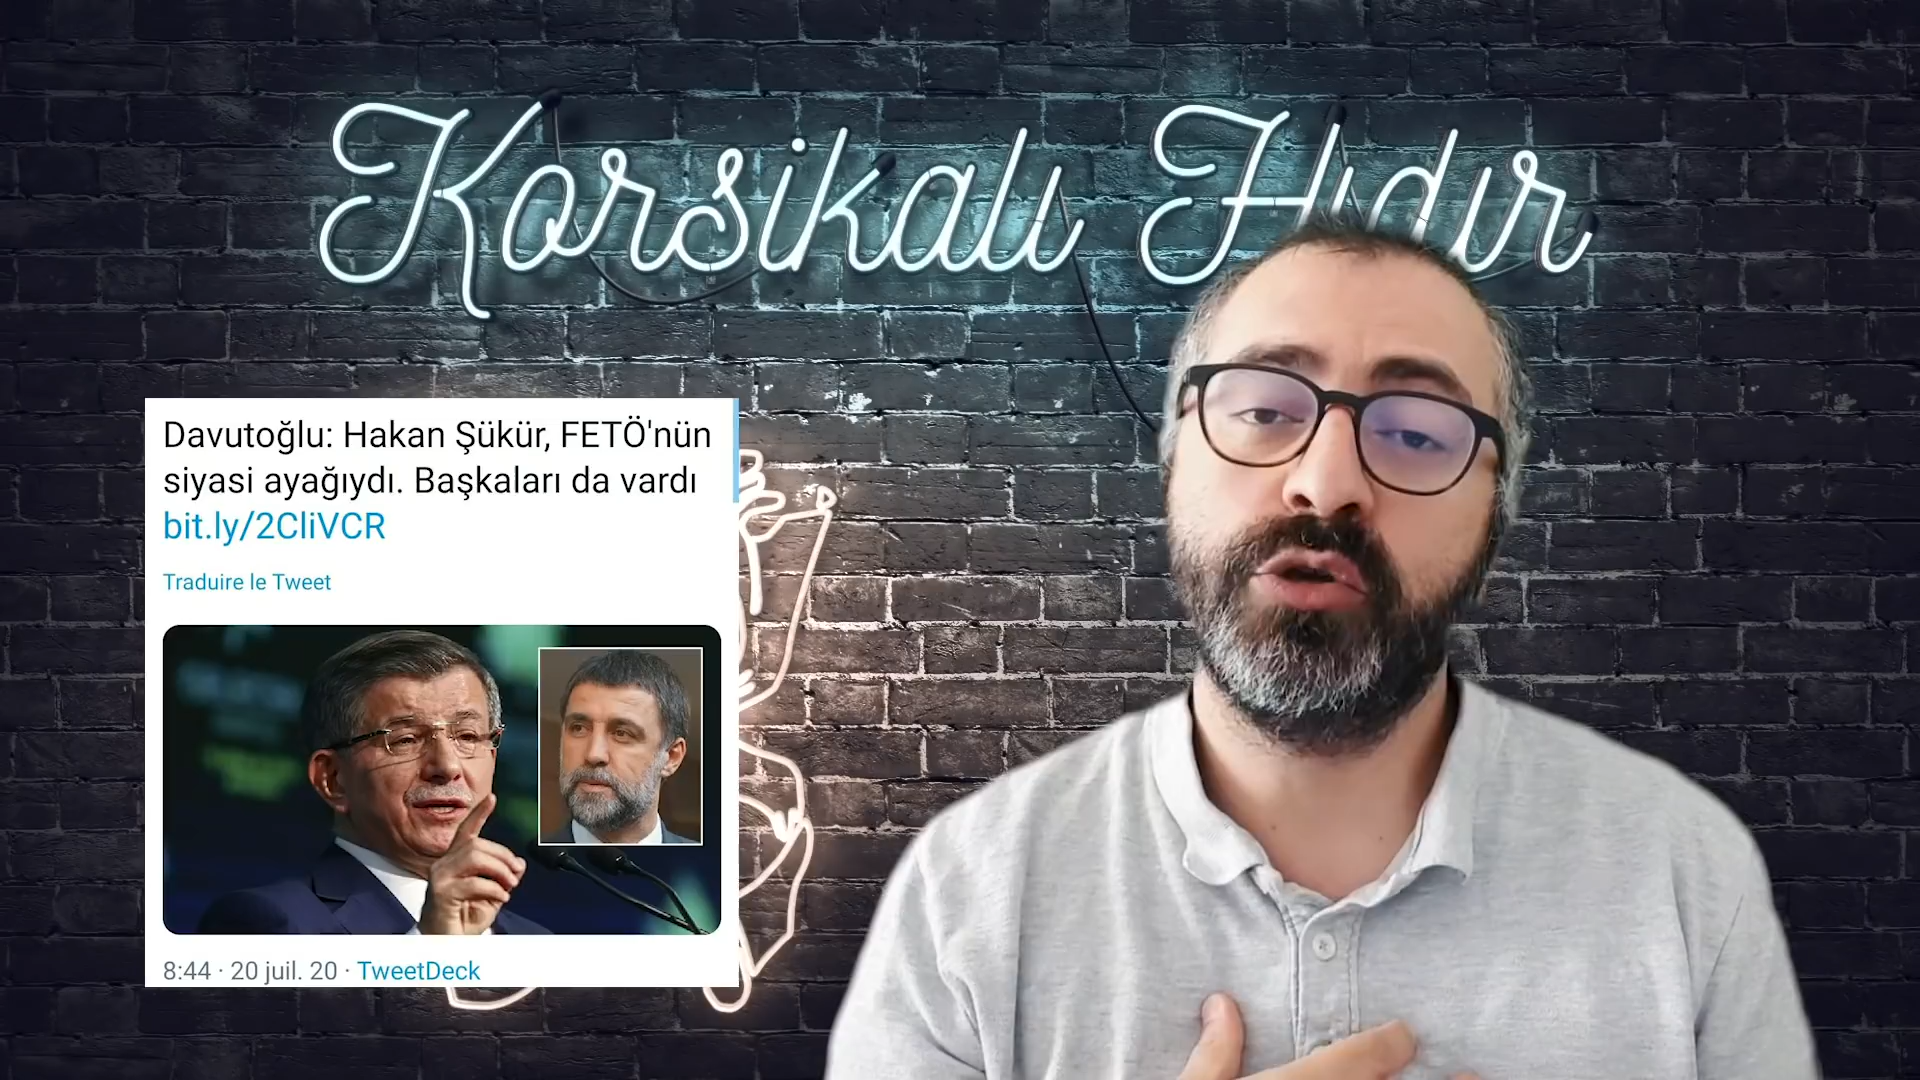 Korsikalı Hıdır
Davutoğlu: Hakan Şükür, FETÖ'nün
siyasi ayağıydı. Başkaları da vardı
bit.ly/2CliVCR
Traduire le Tweet
8:44 · 20 juil. 20 · TweetDeck